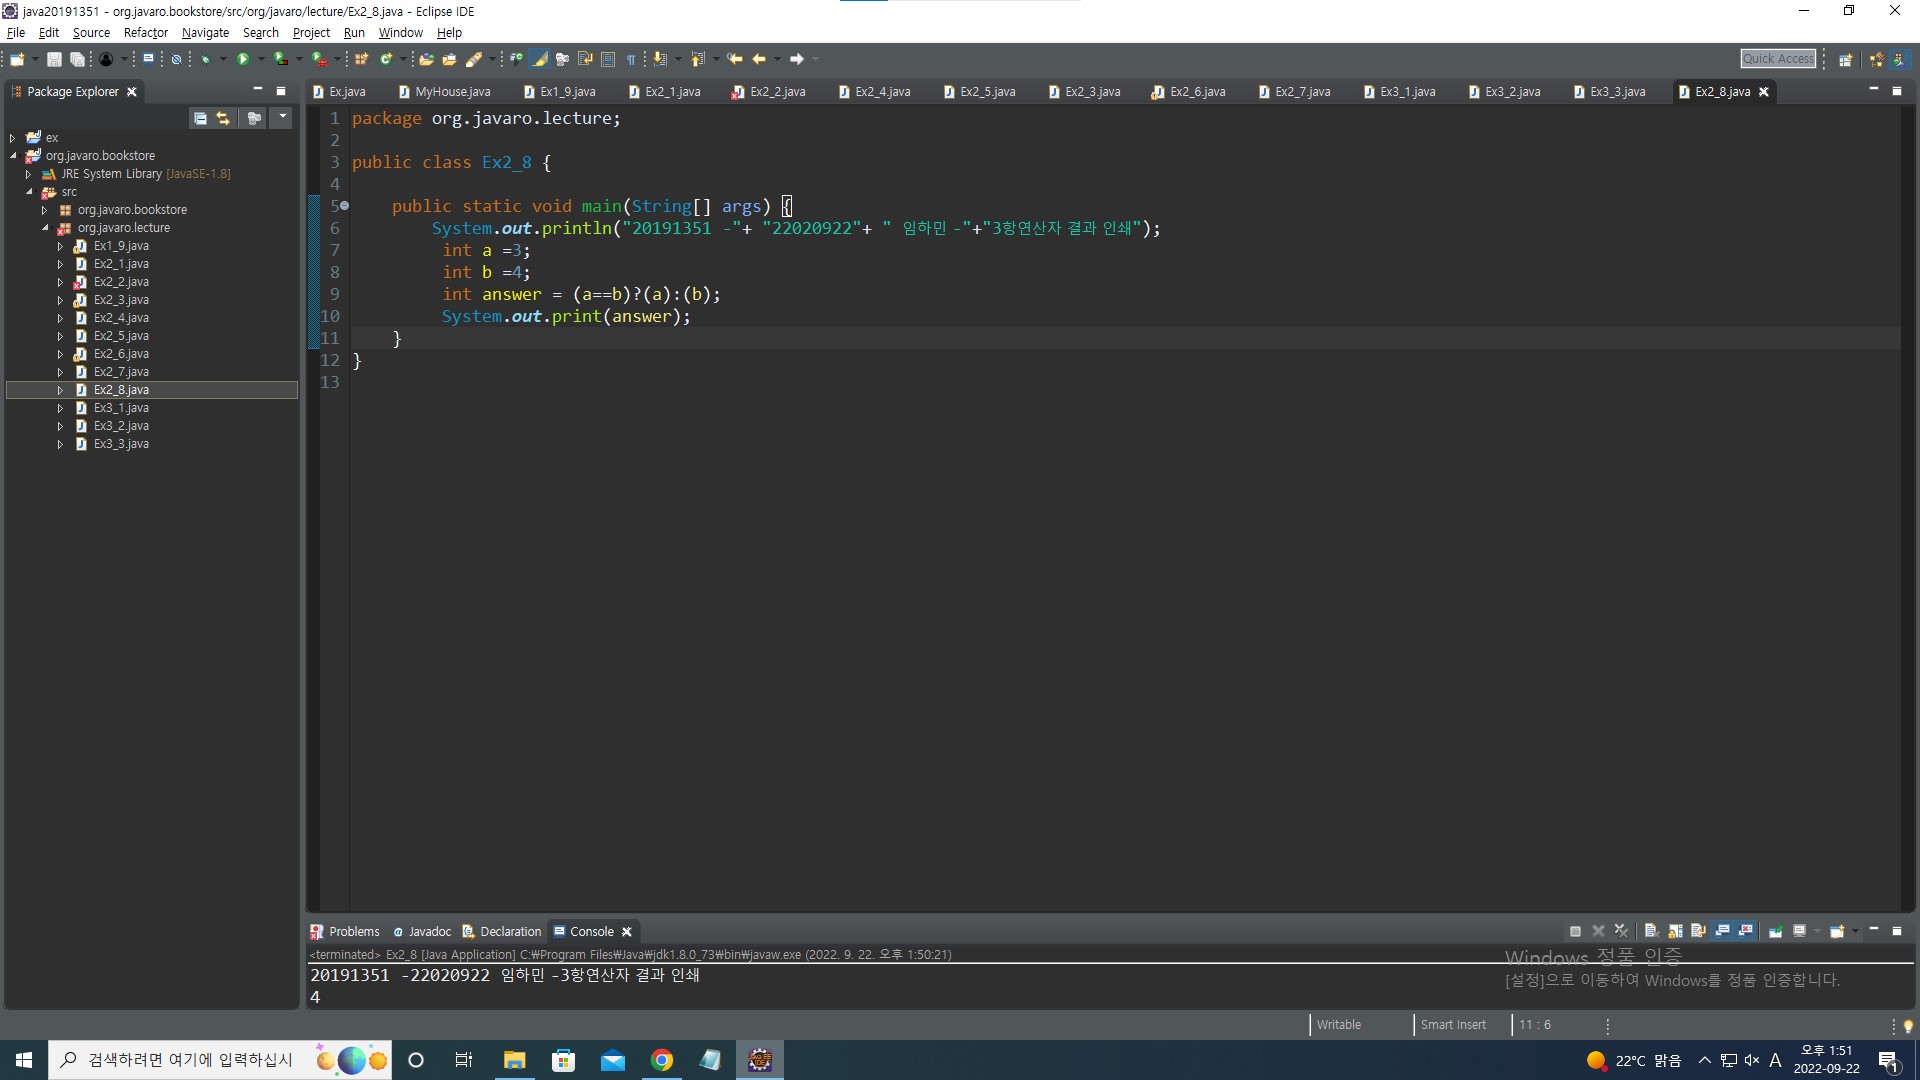 java20191351 - org.javaro.bookstore/src/org/javaro/lecture/Ex2_8.java - Eclipse IDE
File Edit Source Refactor Navigate Search Project Run Window Help
Quick Access
Package Explorer
Ex.java MyHouse.java Ex1_9.java Ex2_1.java Ex2_2.java Ex2_4.java Ex2_5.java Ex2_3.java Ex2_6.java Ex2_7.java Ex3_1.java Ex3_2.java Ex3_3.java Ex2_8.java
ex
org.javaro.bookstore
JRE System Library [JavaSE-1.8]
src
org.javaro.bookstore
org.javaro.lecture
Ex1_9.java
Ex2_1.java
Ex2_2.java
Ex2_3.java
Ex2_4.java
Ex2_5.java
Ex2_6.java
Ex2_7.java
Ex2_8.java
Ex3_1.java
Ex3_2.java
Ex3_3.java
1 package org.javaro.lecture;
2
3 public class Ex2_8 {
4
5 public static void main(String[] args) {
6 System.out.println("20191351 -"+ "22020922"+ " 임하민 -"+"3항연산자 결과 인쇄");
7 int a =3;
8 int b =4;
9 int answer = (a==b)?(a):(b);
10 System.out.print(answer);
11 }
12 }
13
Problems Javadoc Declaration Console
<terminated> Ex2_8 [Java Application] C:₩Program Files₩Java₩jdk1.8.0_73₩bin₩javaw.exe (2022. 9. 22. 오후 1:50:21)
20191351 -22020922 임하민 -3항연산자 결과 인쇄
4
Windows 정품 인증
[설정]으로 이동하여 Windows를 정품 인증합니다.
Writable Smart Insert 11 : 6
검색하려면 여기에 입력하십시
22°C 맑음 A 오후 1:51
2022-09-22
1